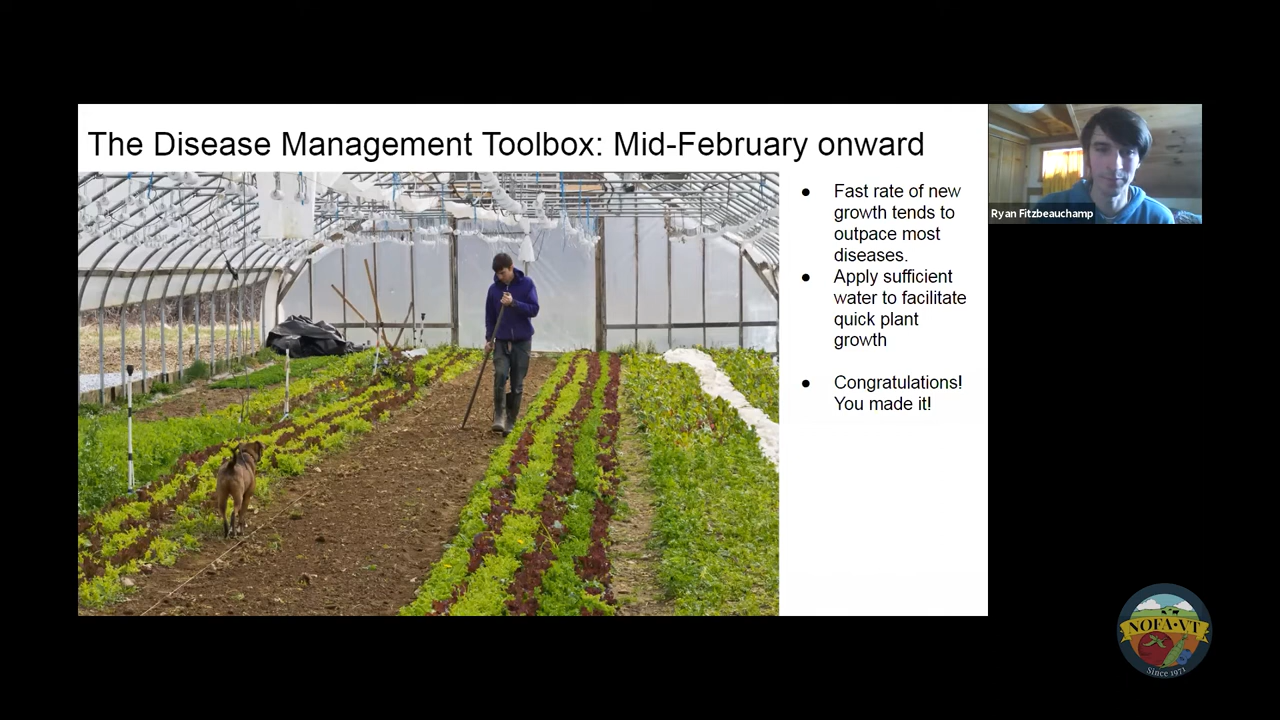 The Disease Management Toolbox: Mid-February onward
Fast rate of new
growth tends to
outpace most
diseases.
Apply sufficient
water to facilitate
quick plant
growth
Congratulations!
You made it!
Ryan Fitzbeauchamp
NOFA•VT
Since 1971